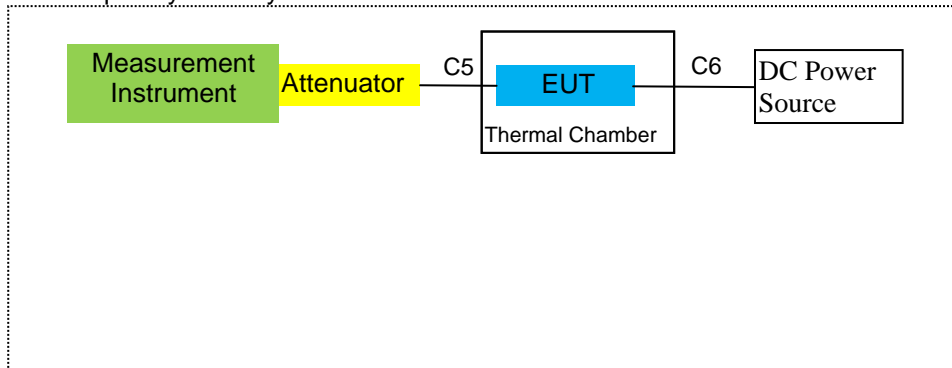 Measurement
Instrument
Attenuator
C5
EUT
Thermal Chamber
C6
DC Power
Source